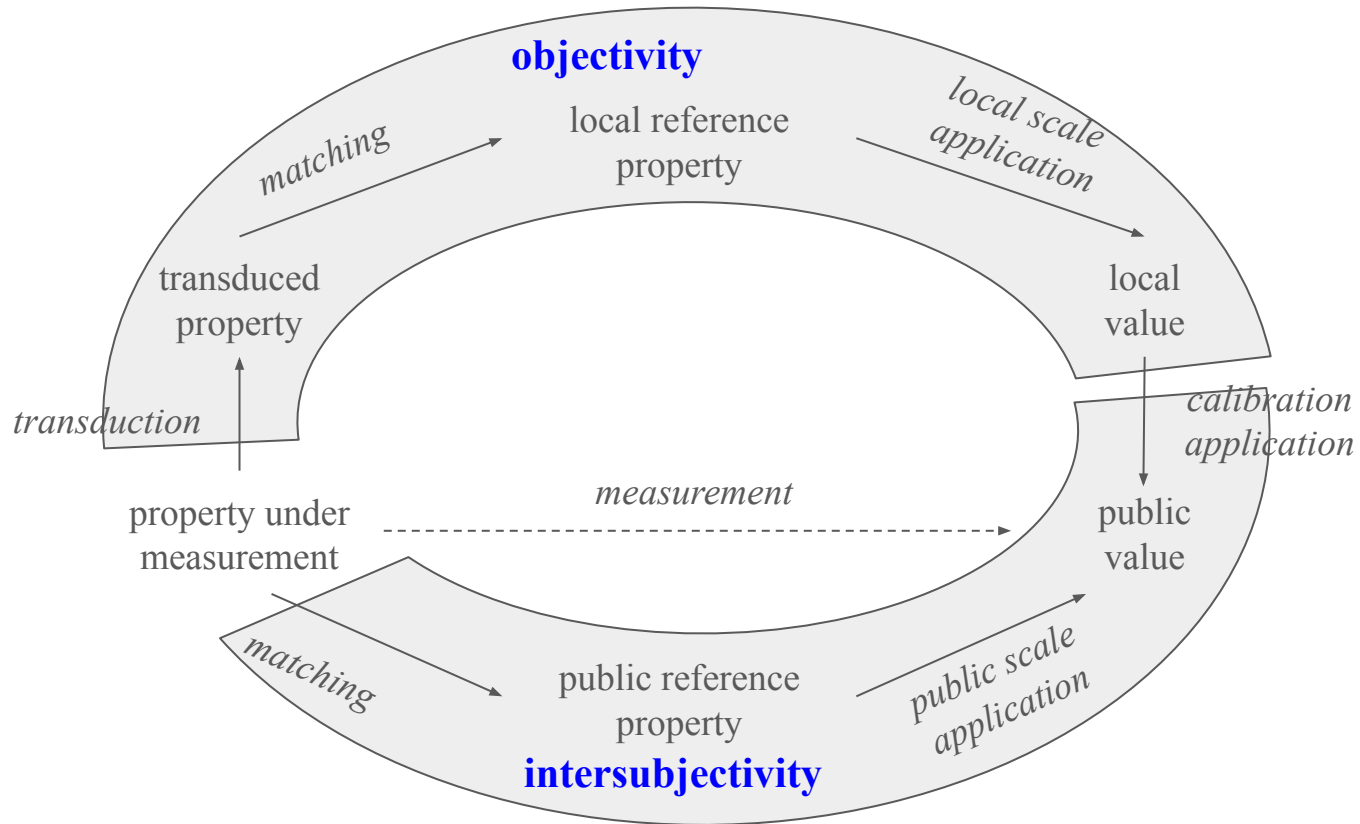 objectivity
matching
local reference
property
local scale
application
transduced
property
local
value
transduction
calibration
application
measurement
property under
measurement
public
value
matching
public reference
property
public scale
application
intersubjectivity